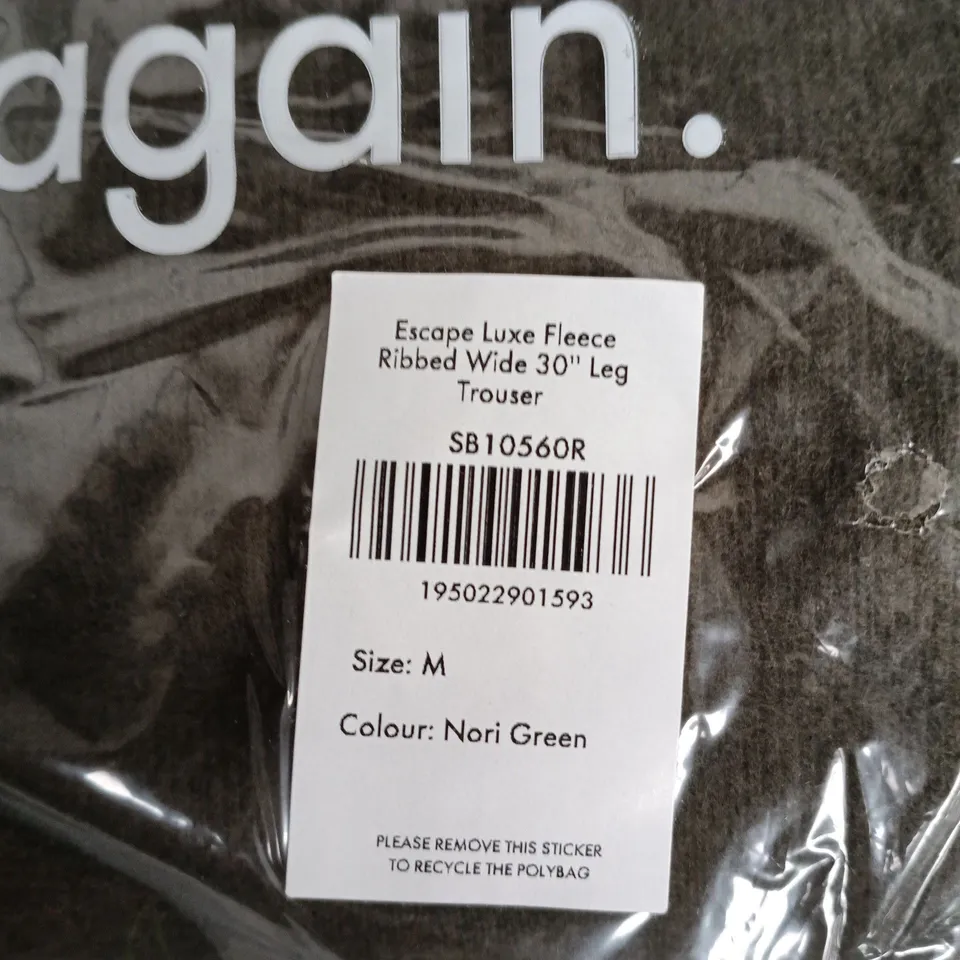 again.
Escape Luxe Fleece
Ribbed Wide 30" Leg
Trouser
SB10560R
195022901593
Size: M
Colour: Nori Green
PLEASE REMOVE THIS STICKER
TO RECYCLE THE POLYBAG